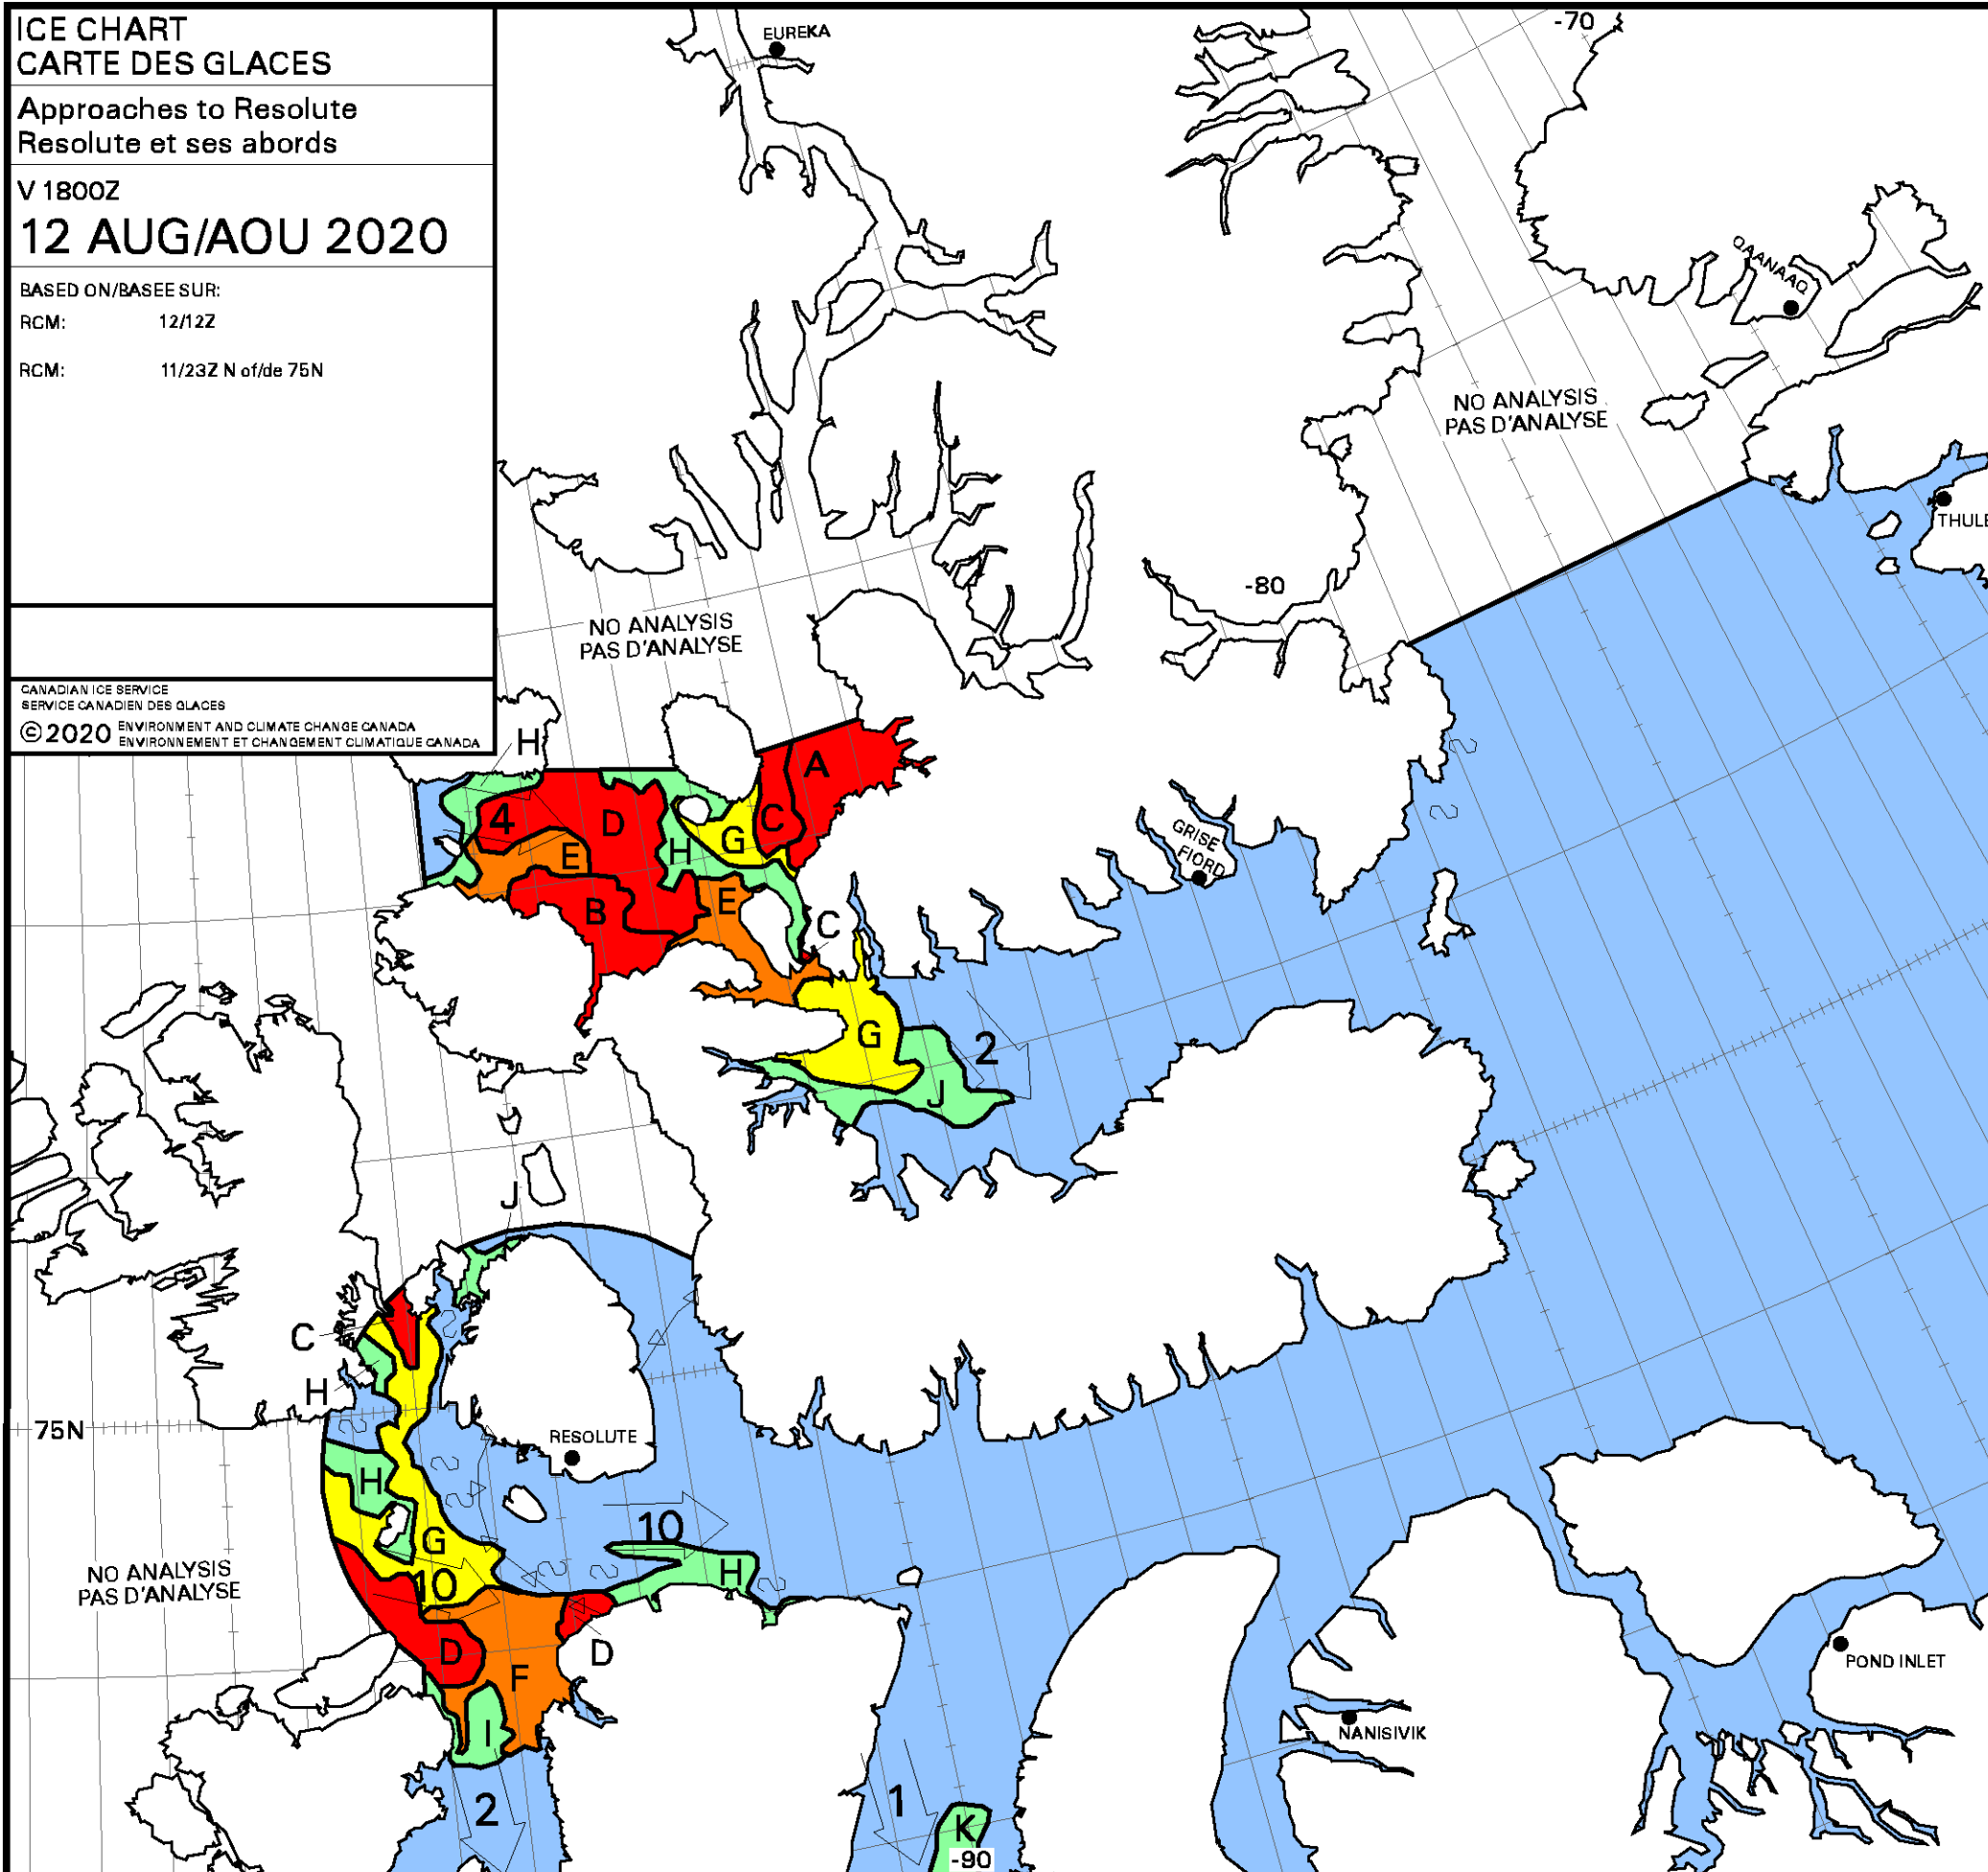 ICE CHART
CARTE DES GLACES
Approaches to Resolute
Resolute et ses abords
V 1800Z
12 AUG/AOU 2020
BASED ON/BASEE SUR:
RCM: 12/12Z
RCM: 11/23Z N of/de 75N
CANADIAN ICE SERVICE
SERVICE CANADIEN DES GLACES
© 2020 ENVIRONMENT AND CLIMATE CHANGE CANADA
ENVIRONNEMENT ET CHANGEMENT CLIMATIQUE CANADA
EUREKA
-70
QAANAAQ
NO ANALYSIS
PAS D'ANALYSE
THULE
-80
NO ANALYSIS
PAS D'ANALYSE
H
A
4
D
C
G
E
H
GRISE
FIORD
B
E
C
G
2
J
J
C
H
75N
RESOLUTE
H
G
10
10
H
NO ANALYSIS
PAS D'ANALYSE
D
D
F
I
POND INLET
NANISIVIK
2
1
K
-90